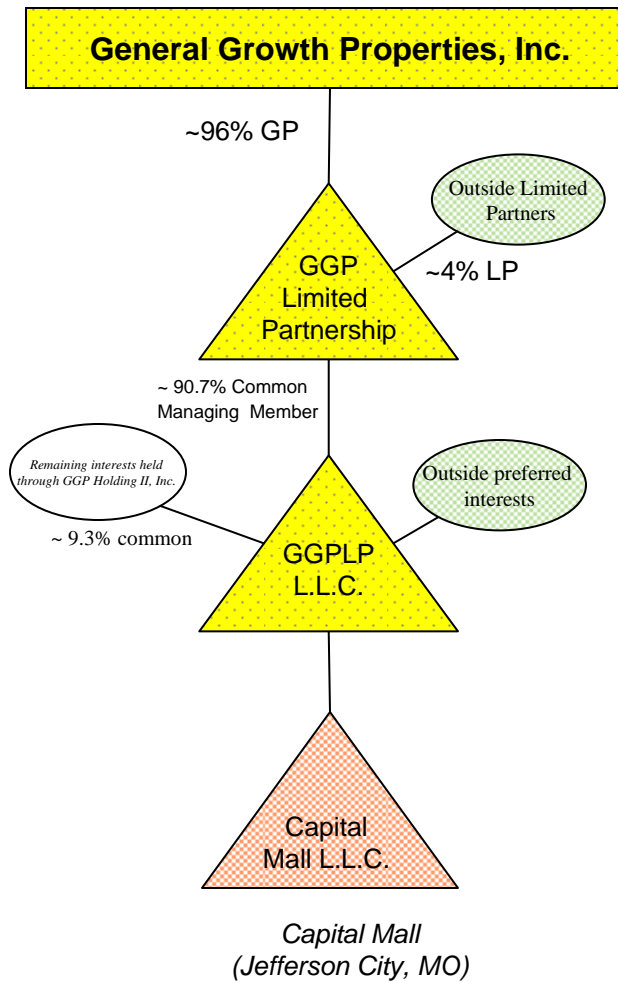 General Growth Properties, Inc.
~96% GP
Outside Limited
Partners
~4% LP
GGP
Limited
Partnership
~ 90.7% Common
Managing Member
Remaining interests held
through GGP Holding II, Inc.
~ 9.3% common
Outside preferred
interests
GGPLP
L.L.C.
Capital
Mall L.L.C.
Capital Mall
(Jefferson City, MO)